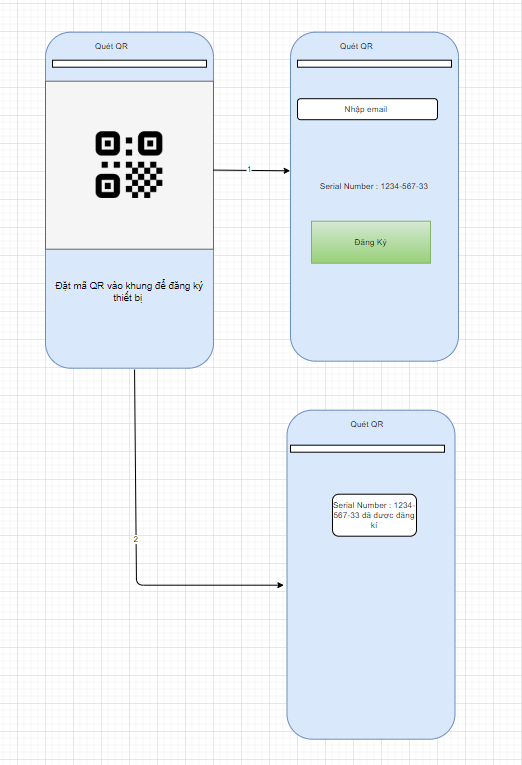 Quét QR
Quét QR
Nhập email
1
Serial Number : 1234-567-33
Đăng Ký
Đặt mã QR vào khung để đăng ký
thiết bị
Quét QR
Serial Number : 1234-
567-33 đã được đăng
kí
2